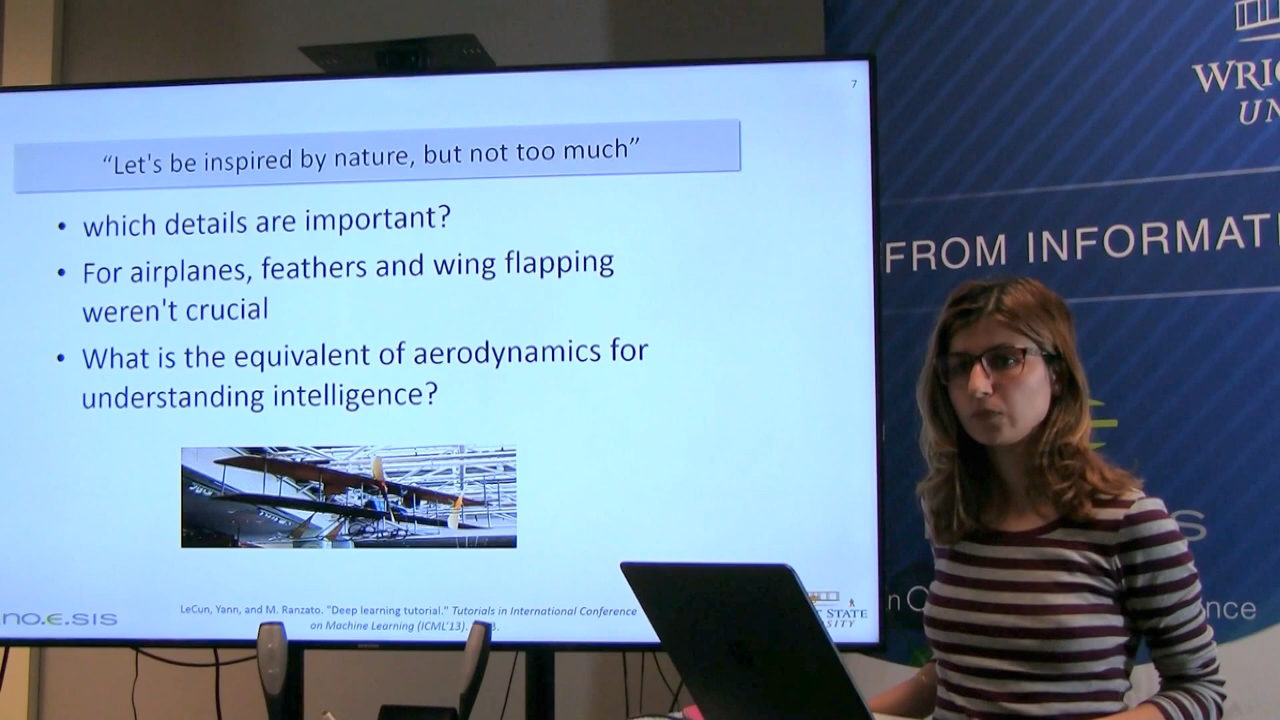 7
“Let's be inspired by nature, but not too much”
• which details are important?
• For airplanes, feathers and wing flapping
weren't crucial
• What is the equivalent of aerodynamics for
understanding intelligence?
LeCun, Yann, and M. Ranzato. "Deep learning tutorial." Tutorials in International Conference
on Machine Learning (ICML'13).
no.e.sis
STATE
SITY
WRI
UN
FROM INFORMAT
S
nce